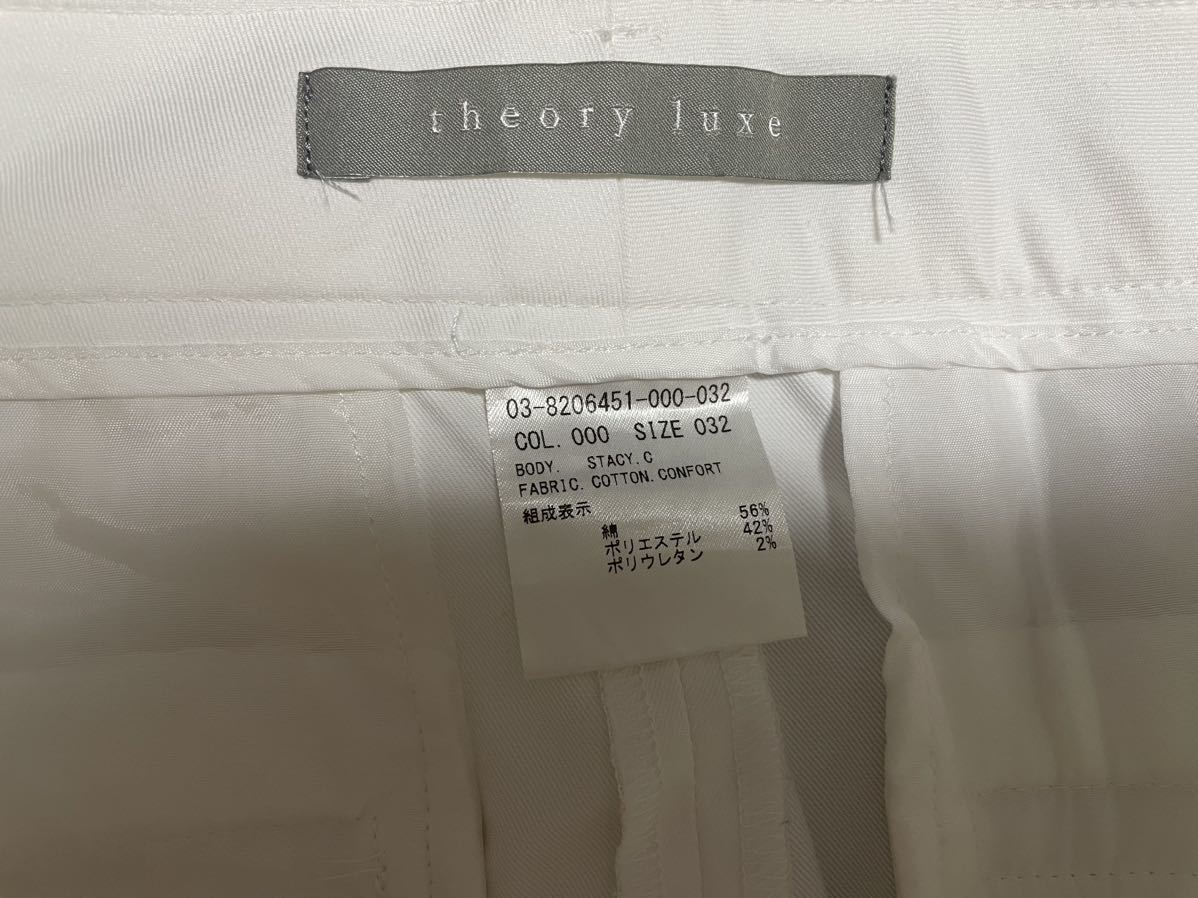 theory luxe
03-8206451-000-032
COL. 000 SIZE 032
BODY. STACY.C
FABRIC. COTTON.CONFORT
組成表示
綿 56%
ポリエステル 42%
ポリウレタン 2%